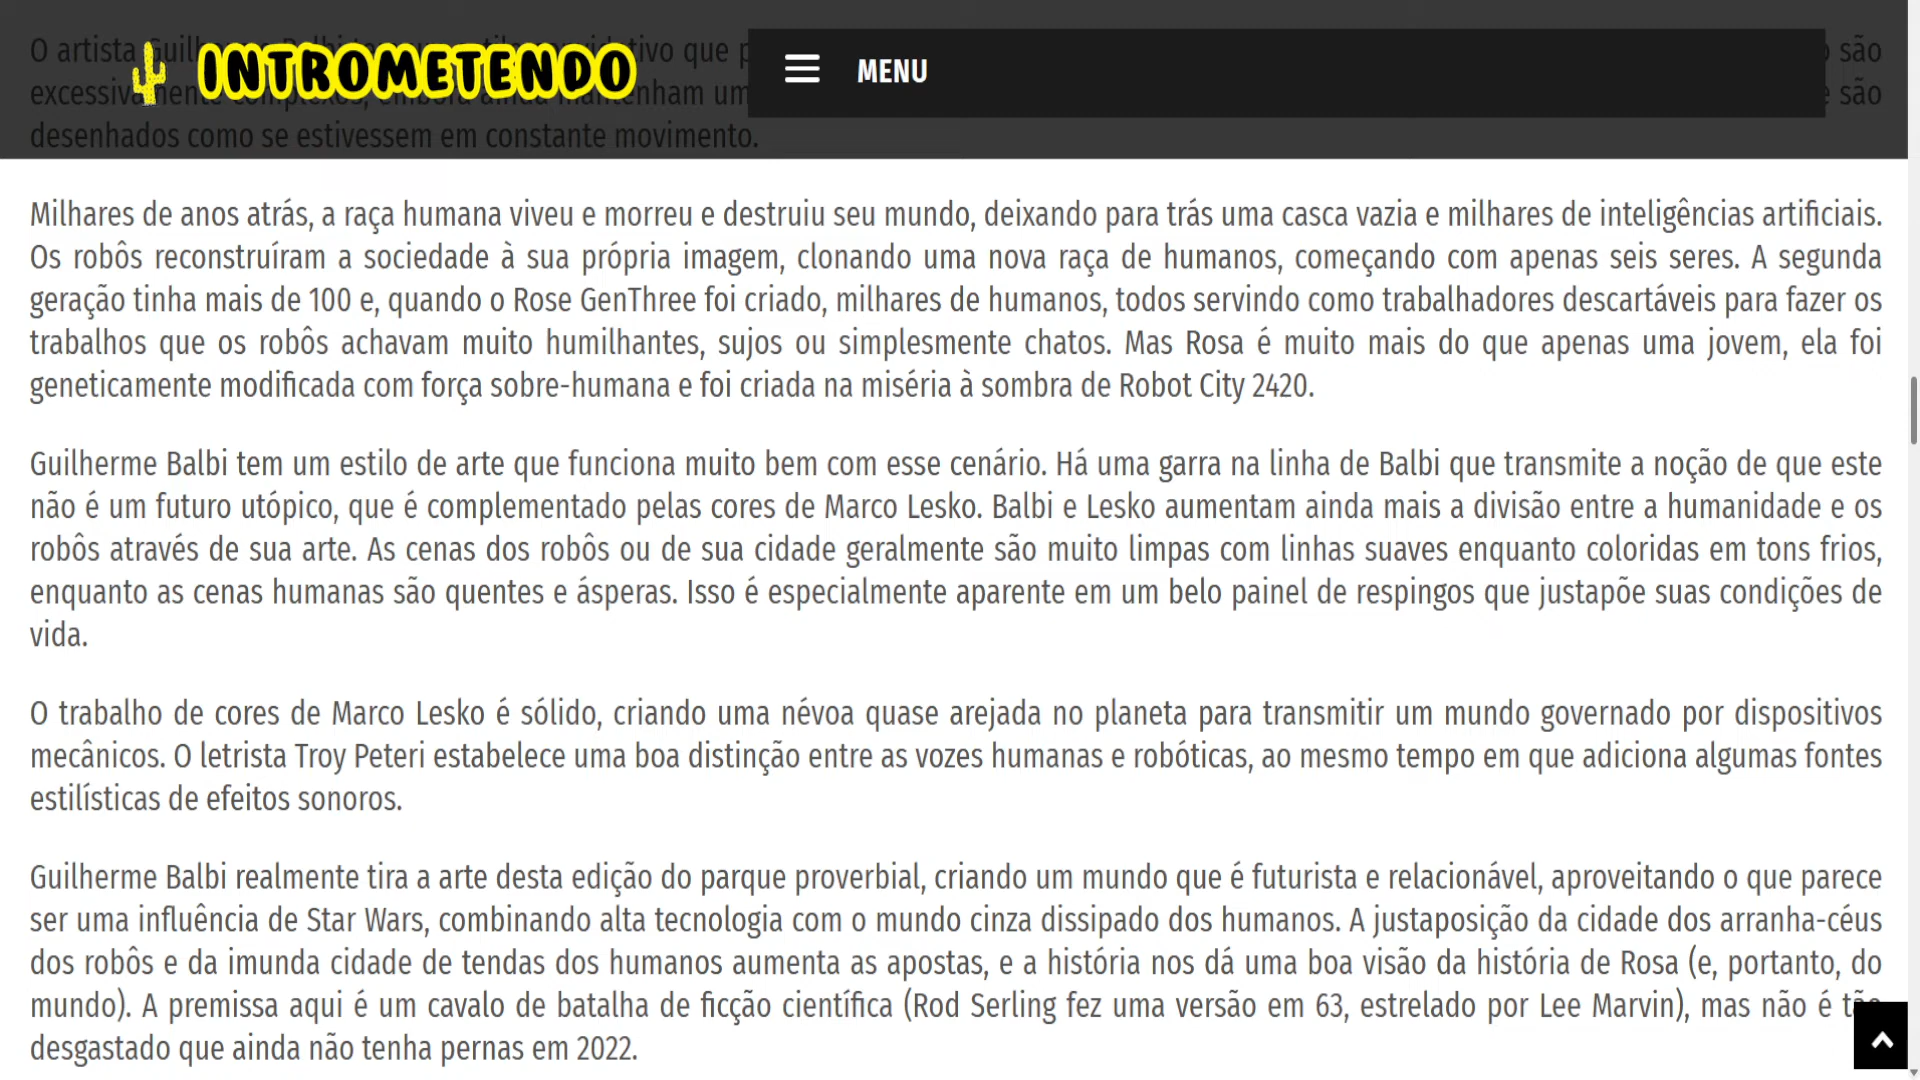 INTROMETENDO
MENU
O artista
são
excessivamente complexos, embora ainda mantenham um
são
desenhados como se estivessem em constante movimento.
Milhares de anos atrás, a raça humana viveu e morreu e destruiu seu mundo, deixando para trás uma casca vazia e milhares de inteligências artificiais.
Os robôs reconstruíram a sociedade à sua própria imagem, clonando uma nova raça de humanos, começando com apenas seis seres. A segunda
geração tinha mais de 100 e, quando o Rose GenThree foi criado, milhares de humanos, todos servindo como trabalhadores descartáveis para fazer os
trabalhos que os robôs achavam muito humilhantes, sujos ou simplesmente chatos. Mas Rosa é muito mais do que apenas uma jovem, ela foi
geneticamente modificada com força sobre-humana e foi criada na miséria à sombra de Robot City 2420.
Guilherme Balbi tem um estilo de arte que funciona muito bem com esse cenário. Há uma garra na linha de Balbi que transmite a noção de que este
não é um futuro utópico, que é complementado pelas cores de Marco Lesko. Balbi e Lesko aumentam ainda mais a divisão entre a humanidade e os
robôs através de sua arte. As cenas dos robôs ou de sua cidade geralmente são muito limpas com linhas suaves enquanto coloridas em tons frios,
enquanto as cenas humanas são quentes e ásperas. Isso é especialmente aparente em um belo painel de respingos que justapõe suas condições de
vida.
O trabalho de cores de Marco Lesko é sólido, criando uma névoa quase arejada no planeta para transmitir um mundo governado por dispositivos
mecânicos. O letrista Troy Peteri estabelece uma boa distinção entre as vozes humanas e robóticas, ao mesmo tempo em que adiciona algumas fontes
estilísticas de efeitos sonoros.
Guilherme Balbi realmente tira a arte desta edição do parque proverbial, criando um mundo que é futurista e relacionável, aproveitando o que parece
ser uma influência de Star Wars, combinando alta tecnologia com o mundo cinza dissipado dos humanos. A justaposição da cidade dos arranha-céus
dos robôs e da imunda cidade de tendas dos humanos aumenta as apostas, e a história nos dá uma boa visão da história de Rosa (e, portanto, do
mundo). A premissa aqui é um cavalo de batalha de ficção científica (Rod Serling fez uma versão em 63, estrelado por Lee Marvin), mas não é tão
desgastado que ainda não tenha pernas em 2022.